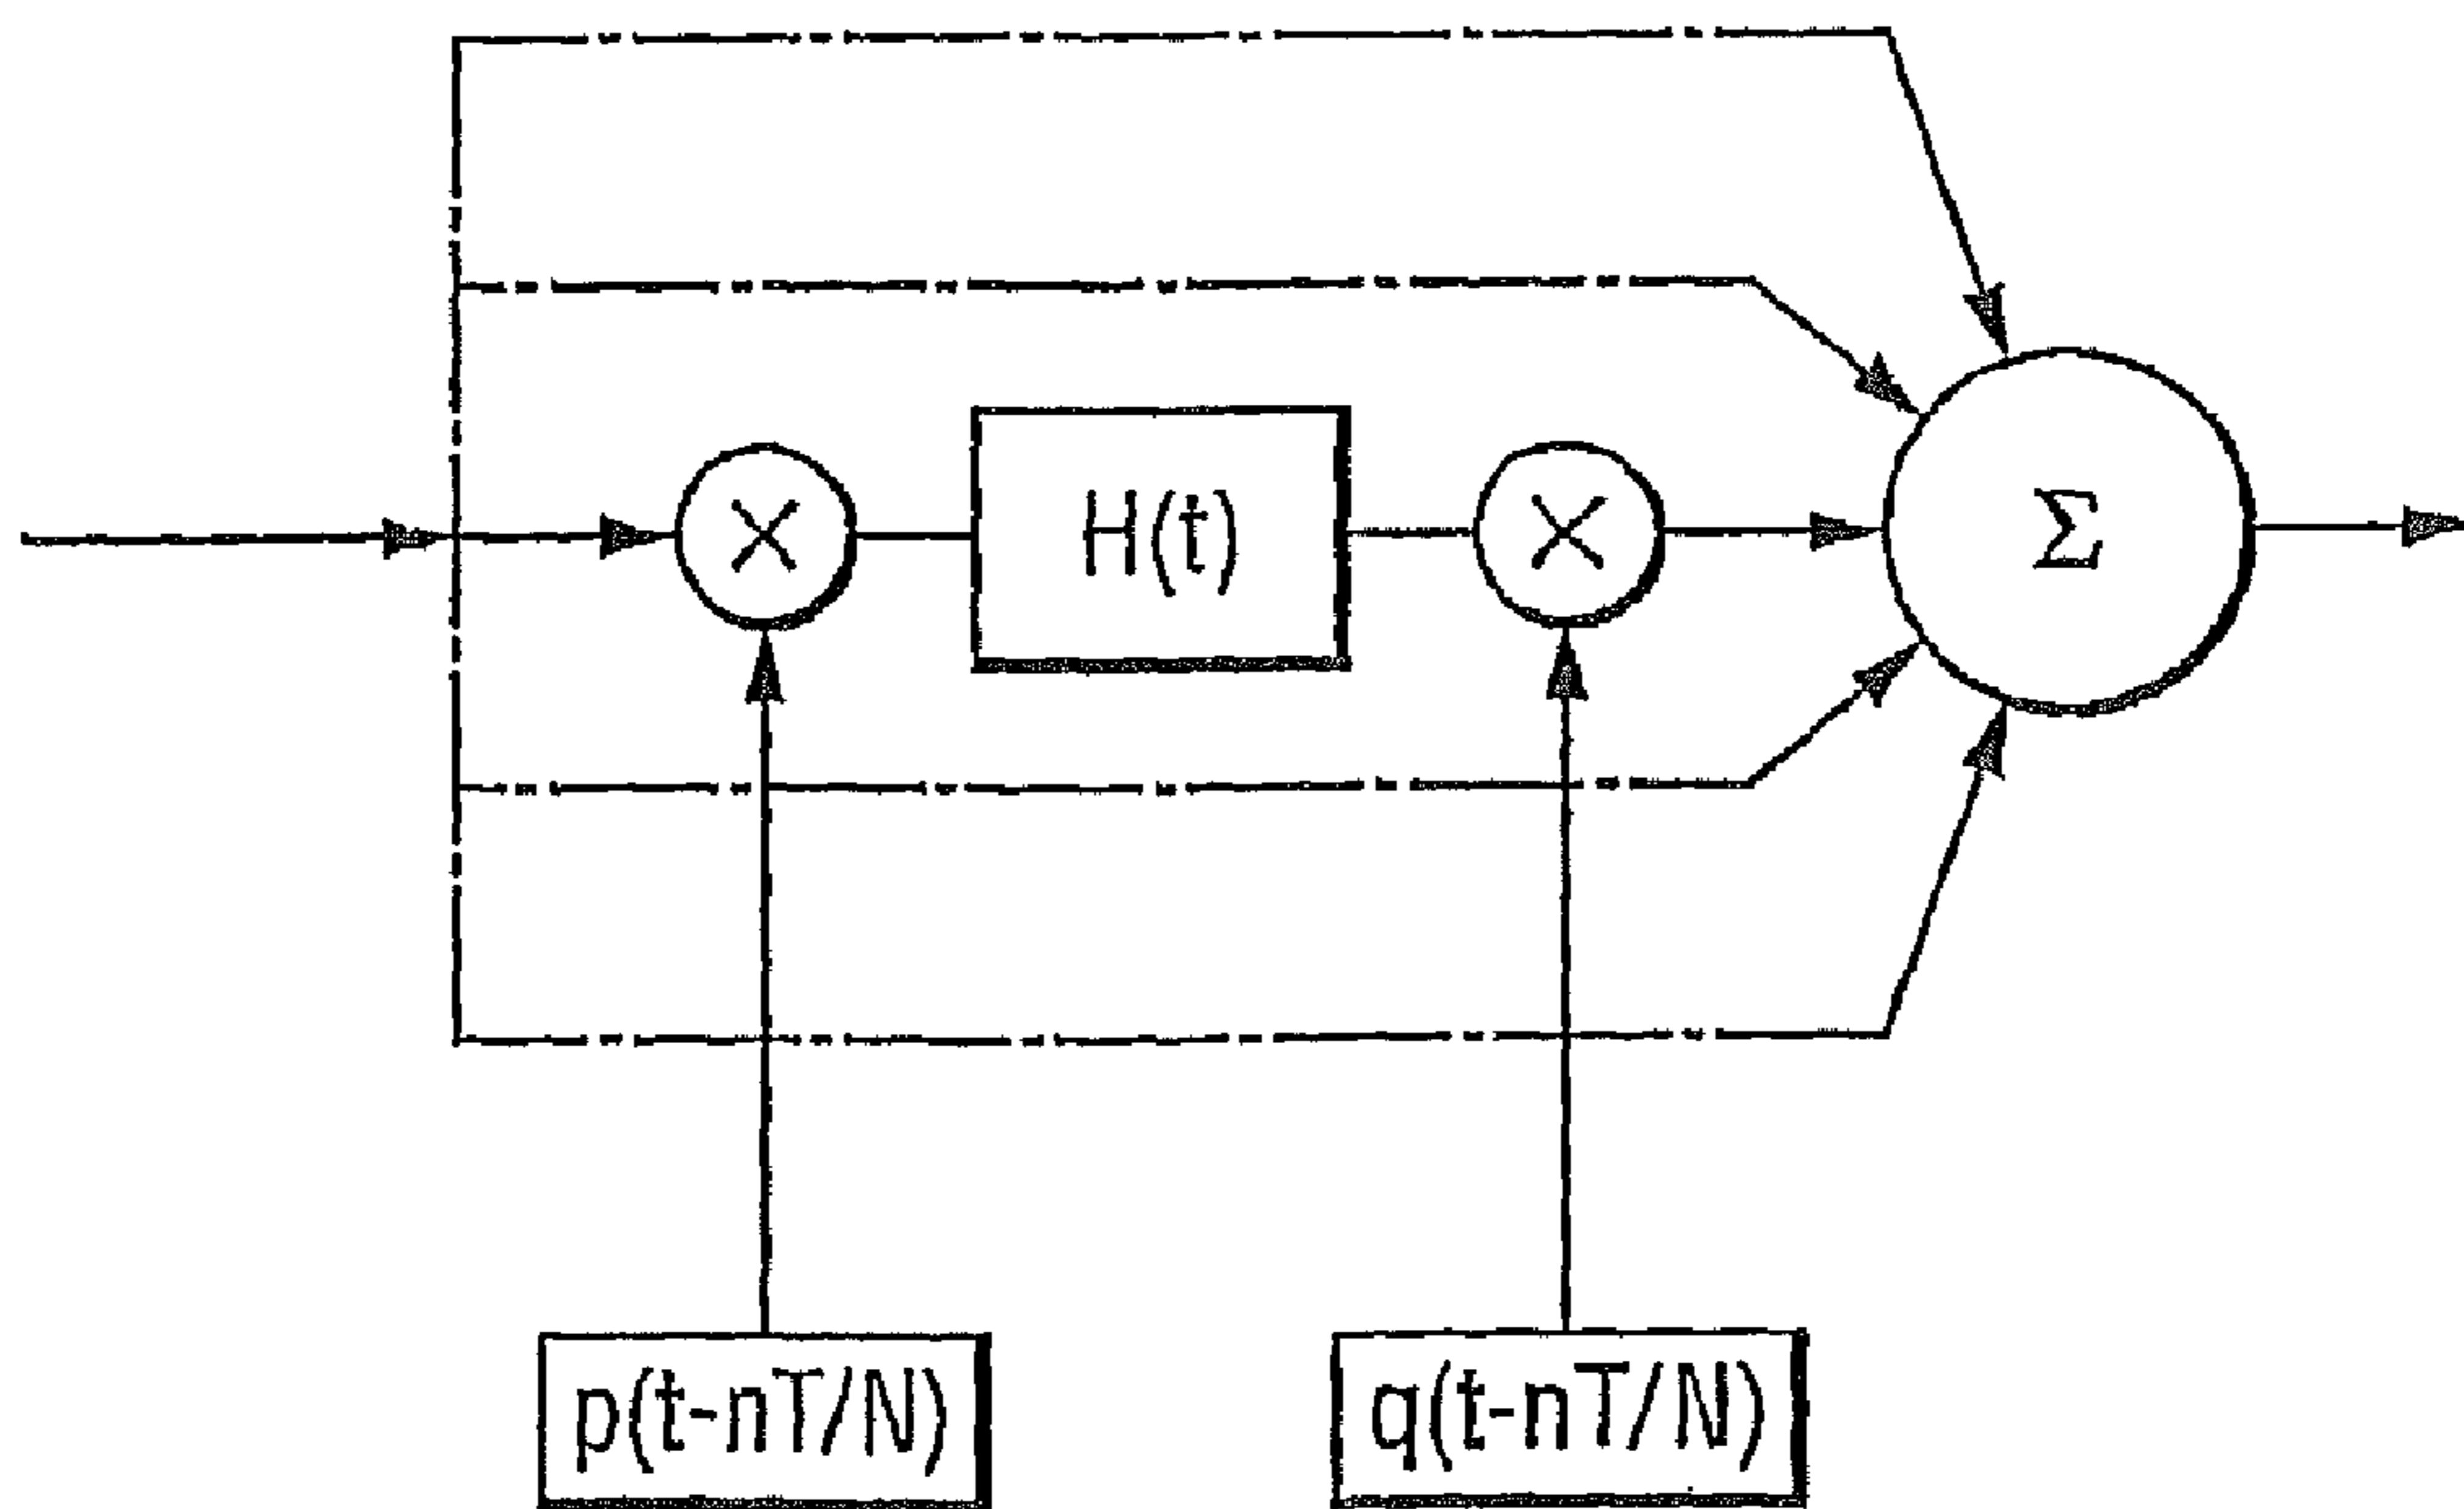 ×
H(t)
×
Σ
p(t-nT/N)
q(t-nT/N)